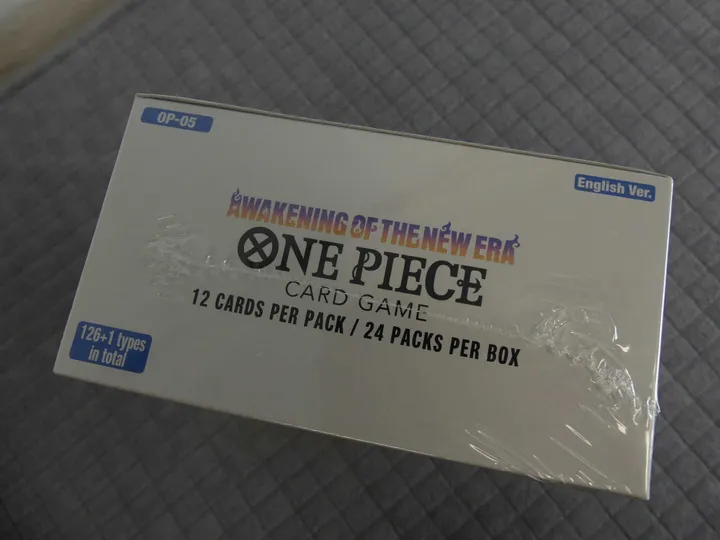 OP-05
English Ver.
AWAKENING OF THE NEW ERA
ONE PIECE
CARD GAME
12 CARDS PER PACK / 24 PACKS PER BOX
126+1 types
in total